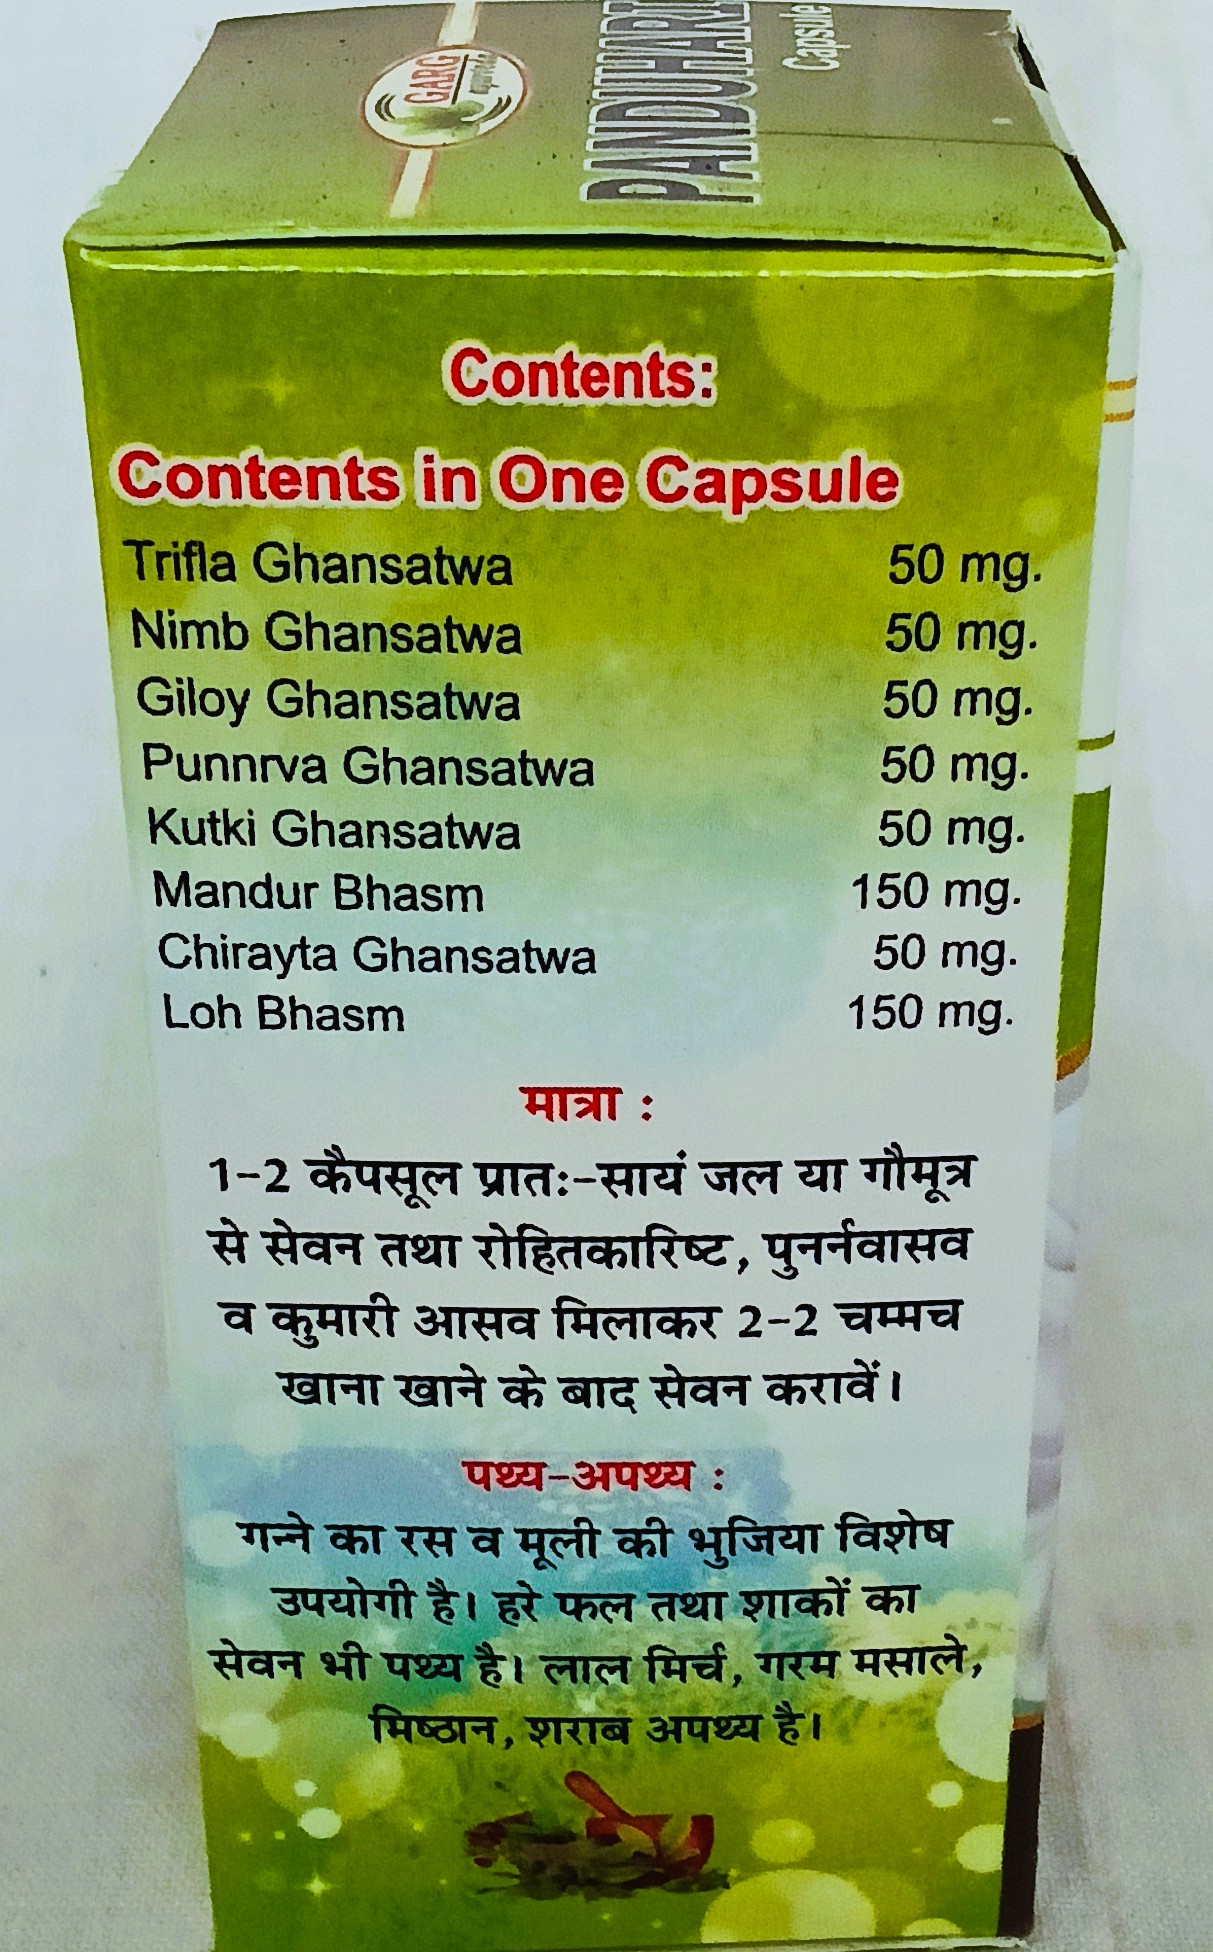 GARG
PANDUHARI
Capsule
Contents:
Contents in One Capsule
Trifla Ghansatwa 50 mg.
Nimb Ghansatwa 50 mg.
Giloy Ghansatwa 50 mg.
Punnrva Ghansatwa 50 mg.
Kutki Ghansatwa 50 mg.
Mandur Bhasm 150 mg.
Chirayta Ghansatwa 50 mg.
Loh Bhasm 150 mg.
मात्रा :
1-2 कैपसूल प्रात:-सायं जल या गौमूत्र
से सेवन तथा रोहितकारिष्ट, पुनर्नवासव
व कुमारी आसव मिलाकर 2-2 चम्मच
खाना खाने के बाद सेवन करावें।
पथ्य-अपथ्य :
गन्ने का रस व मूली की भुजिया विशेष
उपयोगी है। हरे फल तथा शाकों का
सेवन भी पथ्य है। लाल मिर्च, गरम मसाले,
मिष्ठान, शराब अपथ्य है।